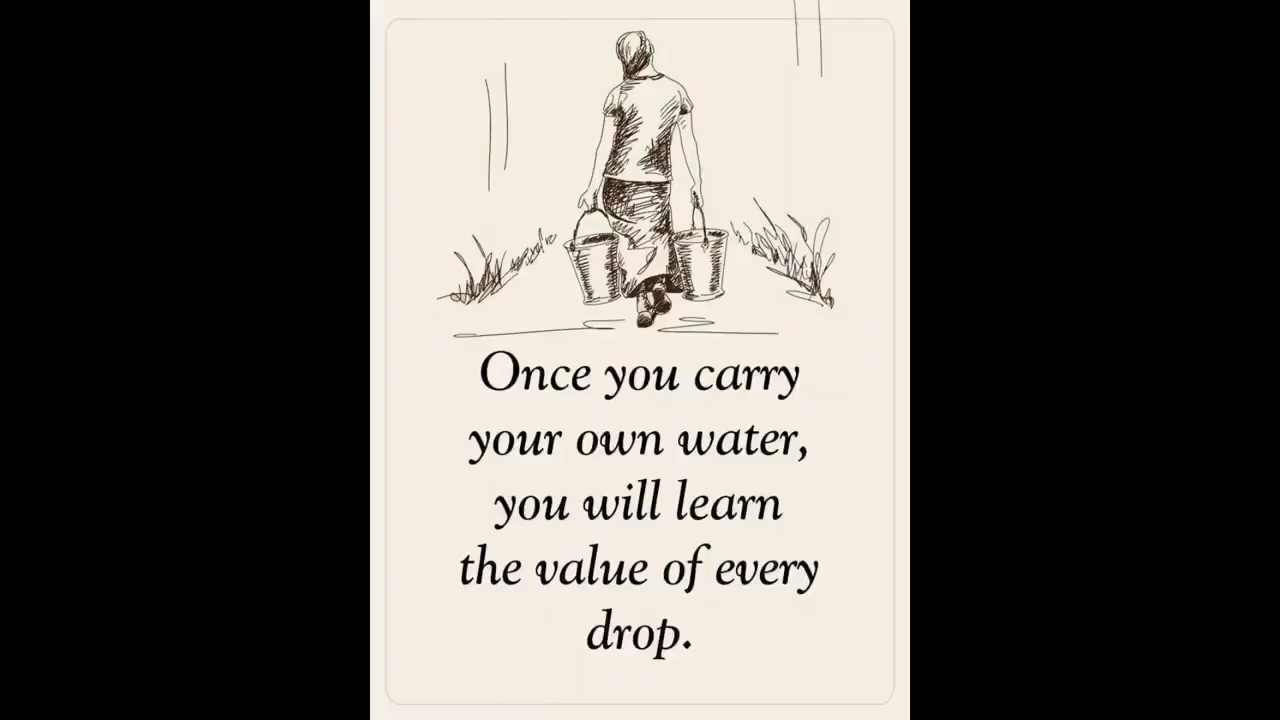 Once you carry
your own water,
you will learn
the value of every
drop.